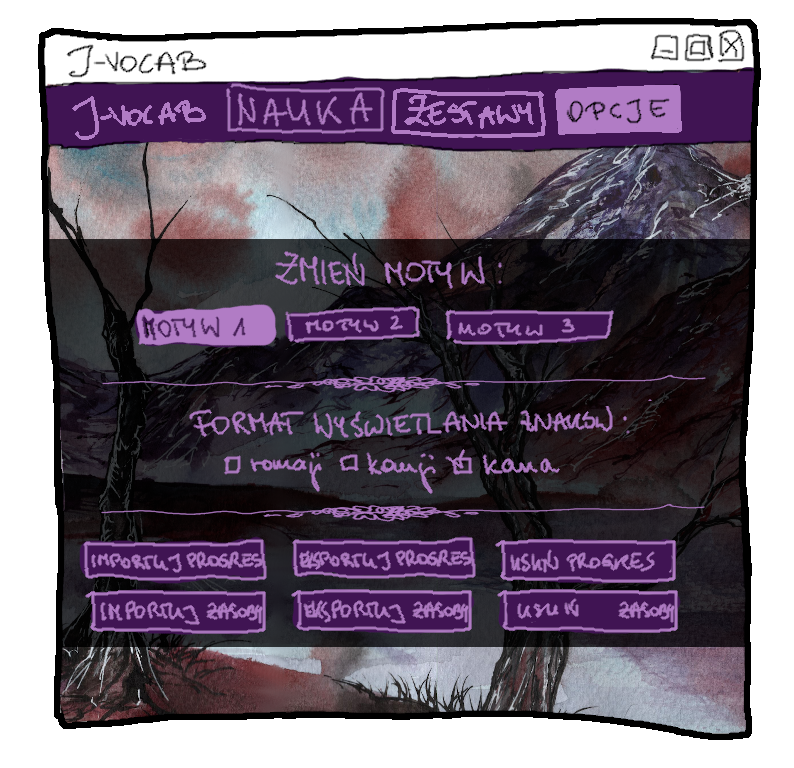 J-VOCAB
J-VOCAB NAUKA ZESTAWY OPCJE
ZMIEŃ MOTYW:
MOTYW 1 MOTYW 2 MOTYW 3
FORMAT WYŚWIETLANIA ZNAKÓW:
romaji kanji kana
IMPORTUJ PROGRES EKSPORTUJ PROGRES USUŃ PROGRES
IMPORTUJ ZASOBY EKSPORTUJ ZASOBY USUŃ ZASOBY